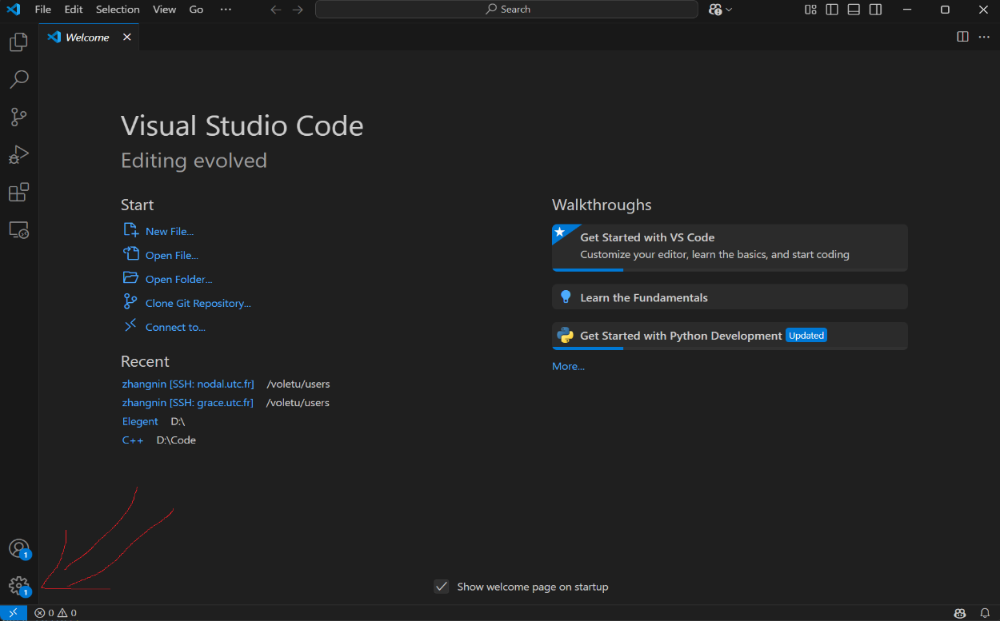 File Edit Selection View Go ··· Search
Welcome
Visual Studio Code
Editing evolved
Start
New File...
Open File...
Open Folder...
Clone Git Repository...
Connect to...
Recent
zhangnin [SSH: nodal.utc.fr] /voletu/users
zhangnin [SSH: grace.utc.fr] /voletu/users
Elegent D:\
C++ D:\Code
Walkthroughs
Get Started with VS Code
Customize your editor, learn the basics, and start coding
Learn the Fundamentals
Get Started with Python Development Updated
More...
1
1
Show welcome page on startup
0 0